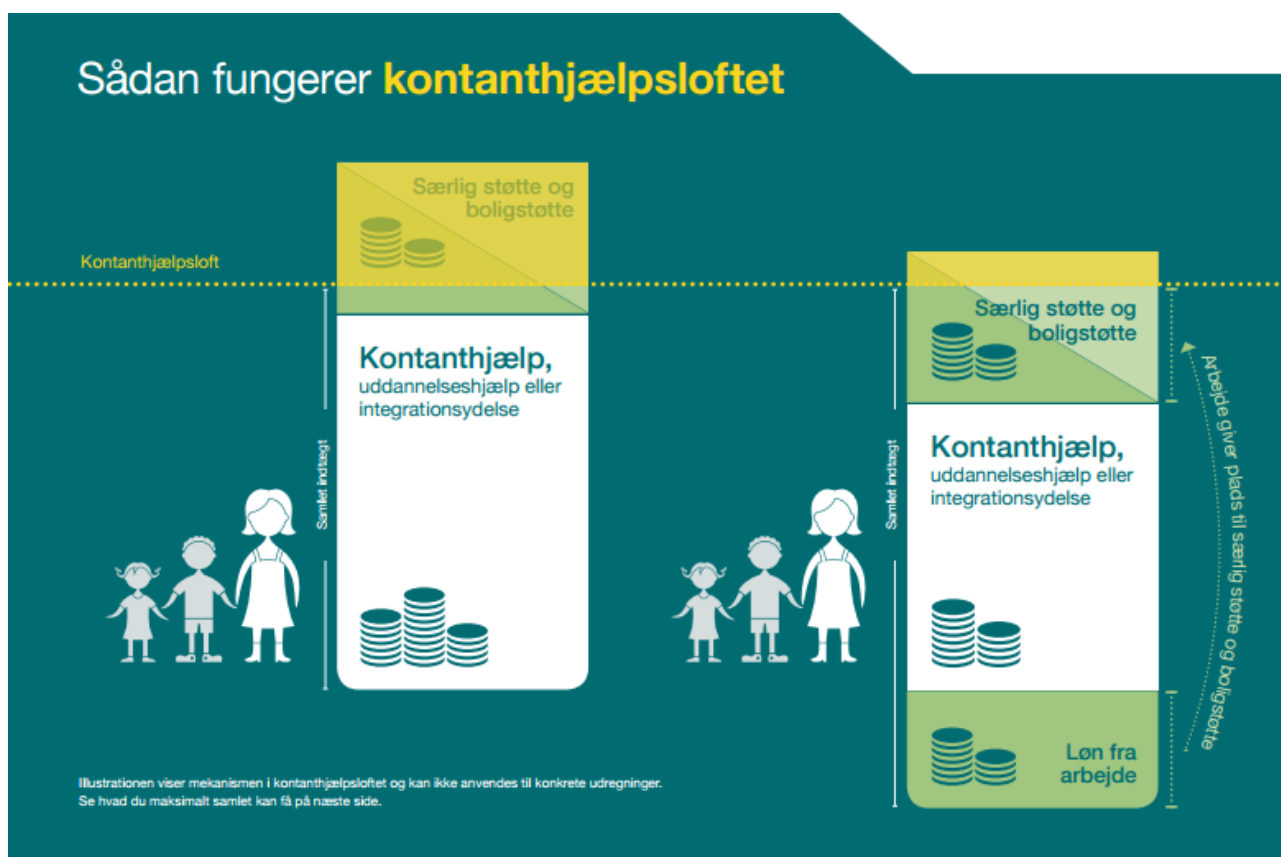 Sådan fungerer kontanthjælpsloftet
Særlig støtte og
boligstøtte
Kontanthjælpsloft
Kontanthjælp,
uddannelseshjælp eller
integrationsydelse
Samlet indtægt
Særlig støtte og
boligstøtte
Kontanthjælp,
uddannelseshjælp eller
integrationsydelse
Samlet indtægt
Løn fra
arbejde
Arbejde giver plads til særlig støtte og boligstøtte
Illustrationen viser mekanismen i kontanthjælpsloftet og kan ikke anvendes til konkrete udregninger.
Se hvad du maksimalt samlet kan få på næste side.